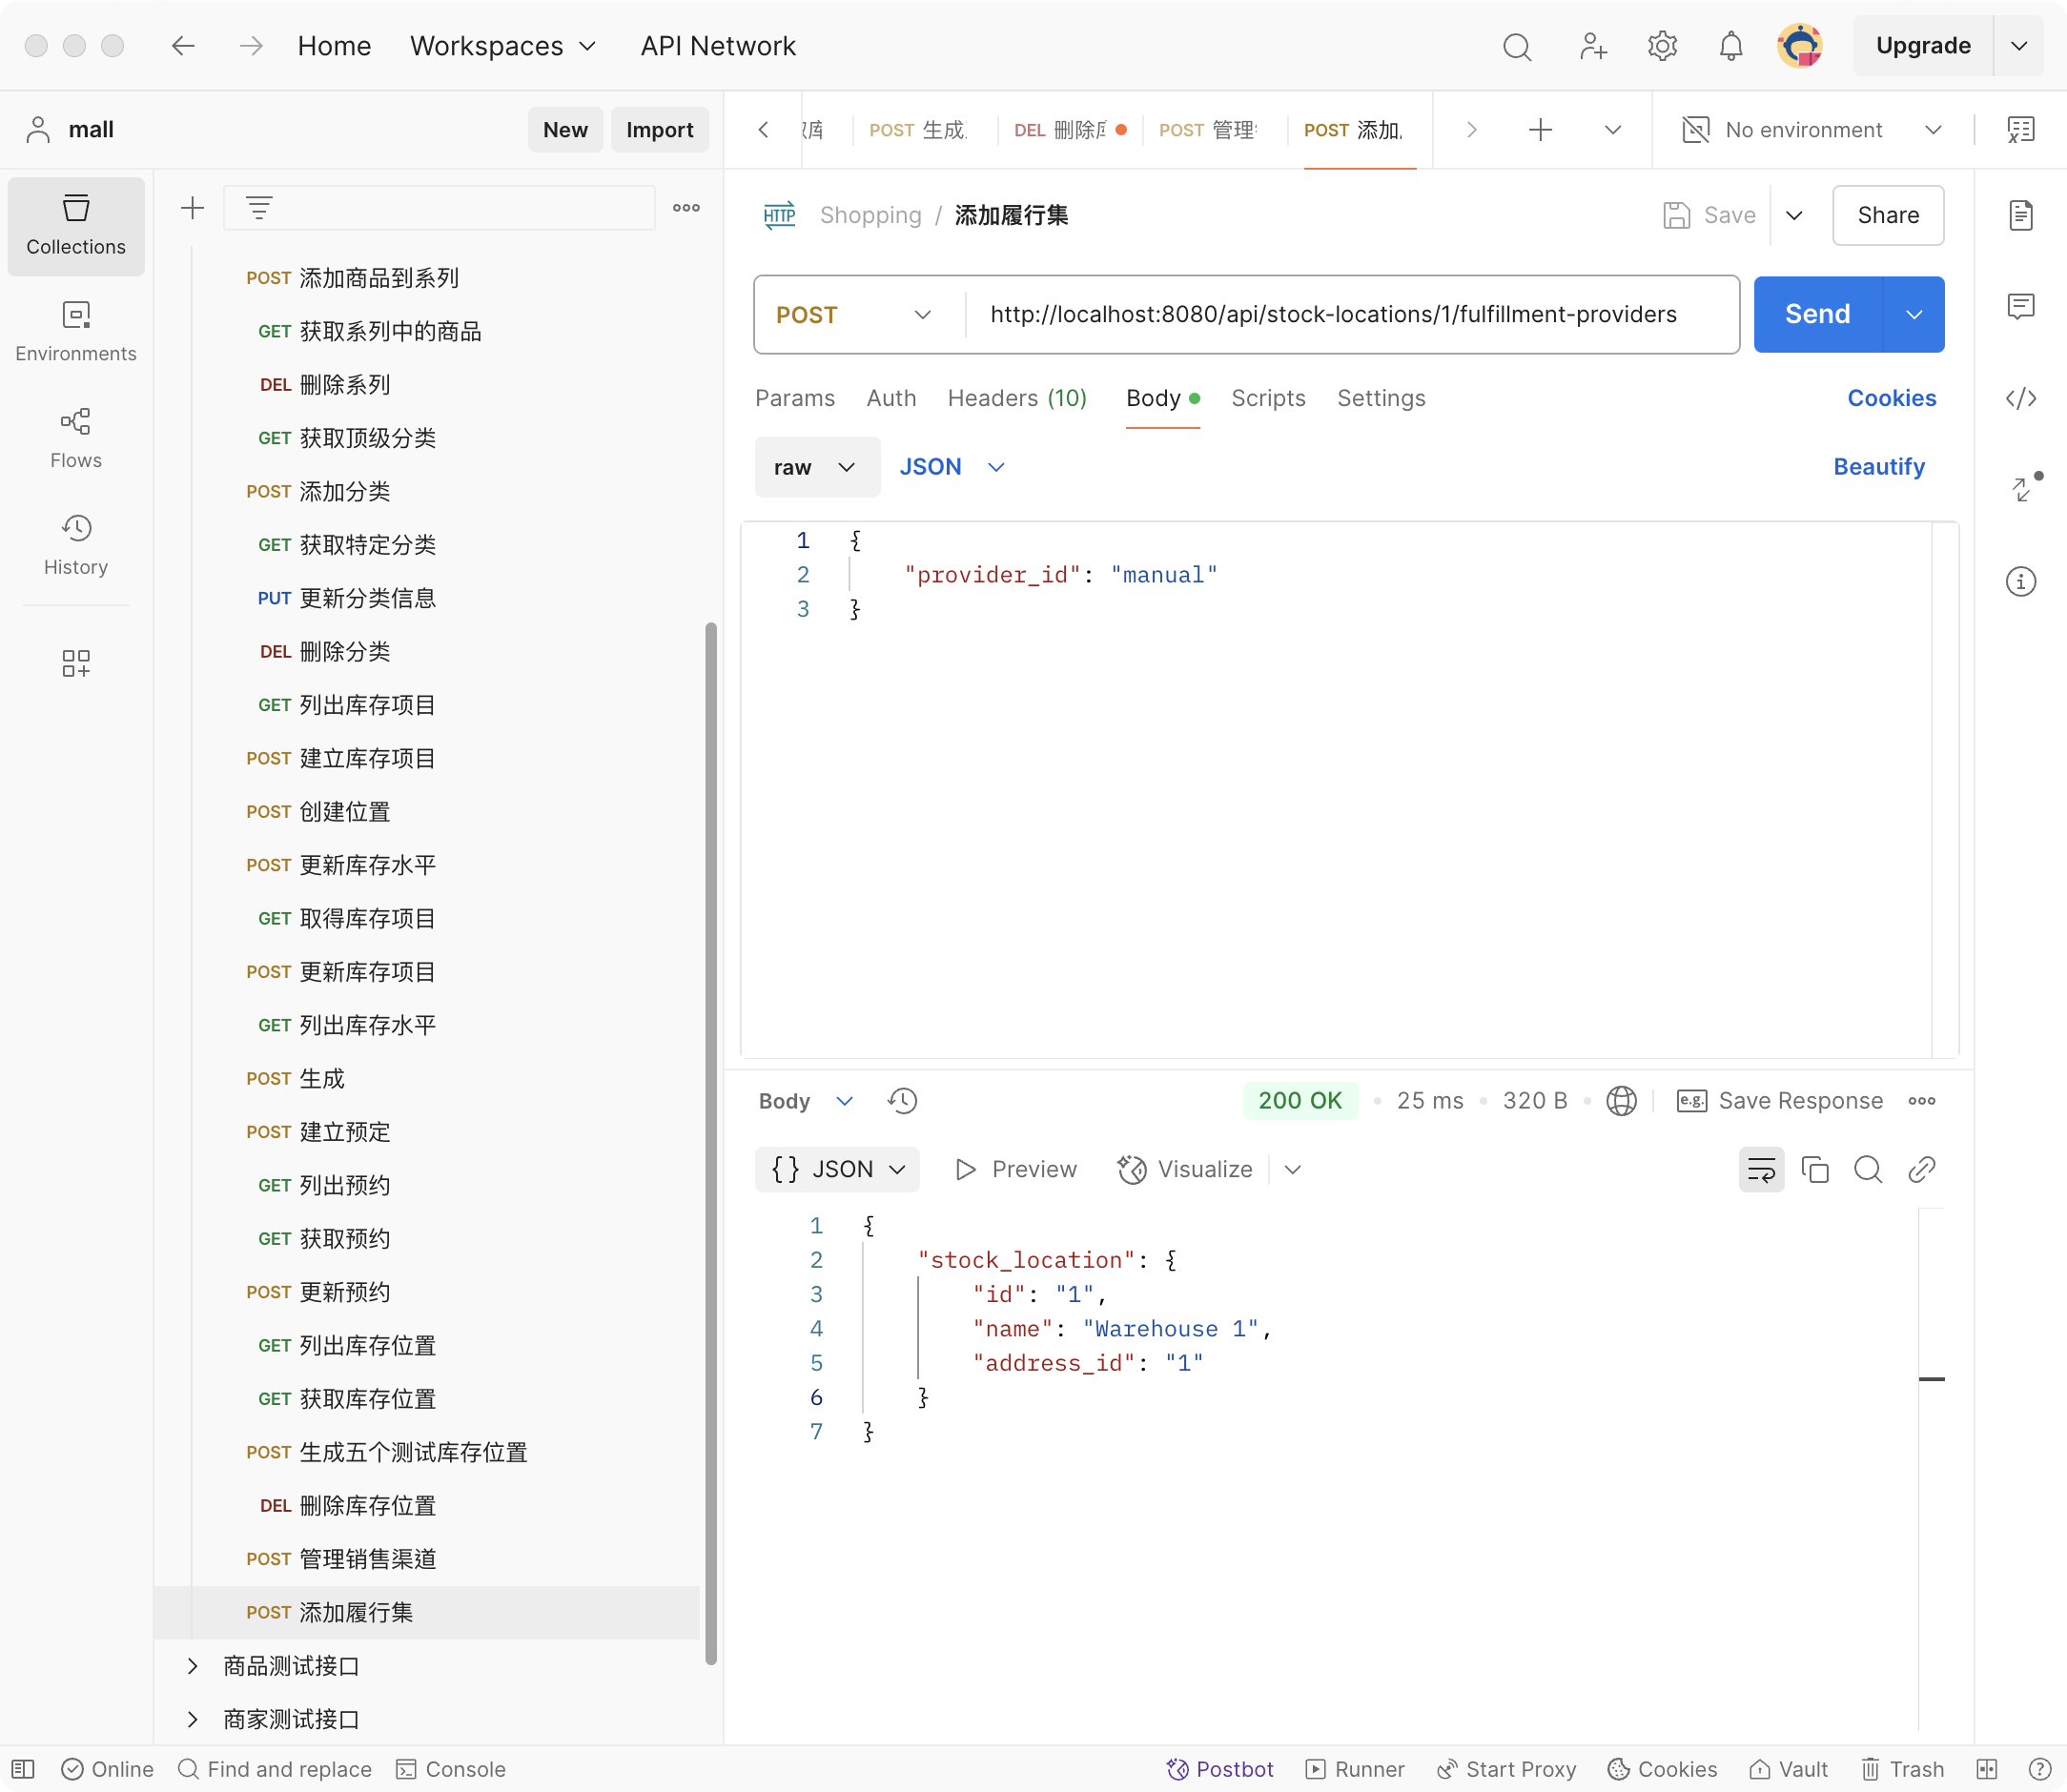 Home Workspaces API Network Upgrade
mall New Import
POST 生成 DEL 删除 POST 管理 POST 添加 No environment
Collections
Environments
Flows
History
POST 添加商品到系列
GET 获取系列中的商品
DEL 删除系列
GET 获取顶级分类
POST 添加分类
GET 获取特定分类
PUT 更新分类信息
DEL 删除分类
GET 列出库存项目
POST 建立库存项目
POST 创建位置
POST 更新库存水平
GET 取得库存项目
POST 更新库存项目
GET 列出库存水平
POST 生成
POST 建立预定
GET 列出预约
GET 获取预约
POST 更新预约
GET 列出库存位置
GET 获取库存位置
POST 生成五个测试库存位置
DEL 删除库存位置
POST 管理销售渠道
POST 添加履行集
商品测试接口
商家测试接口
HTTP Shopping / 添加履行集 Save Share
POST http://localhost:8080/api/stock-locations/1/fulfillment-providers Send
Params Auth Headers (10) Body Scripts Settings Cookies
raw JSON Beautify
1 {
2 "provider_id": "manual"
3 }
Body 200 OK 25 ms 320 B e.g. Save Response
{} JSON Preview Visualize
1 {
2 "stock_location": {
3 "id": "1",
4 "name": "Warehouse 1",
5 "address_id": "1"
6 }
7 }
Online Find and replace Console Postbot Runner Start Proxy Cookies Vault Trash